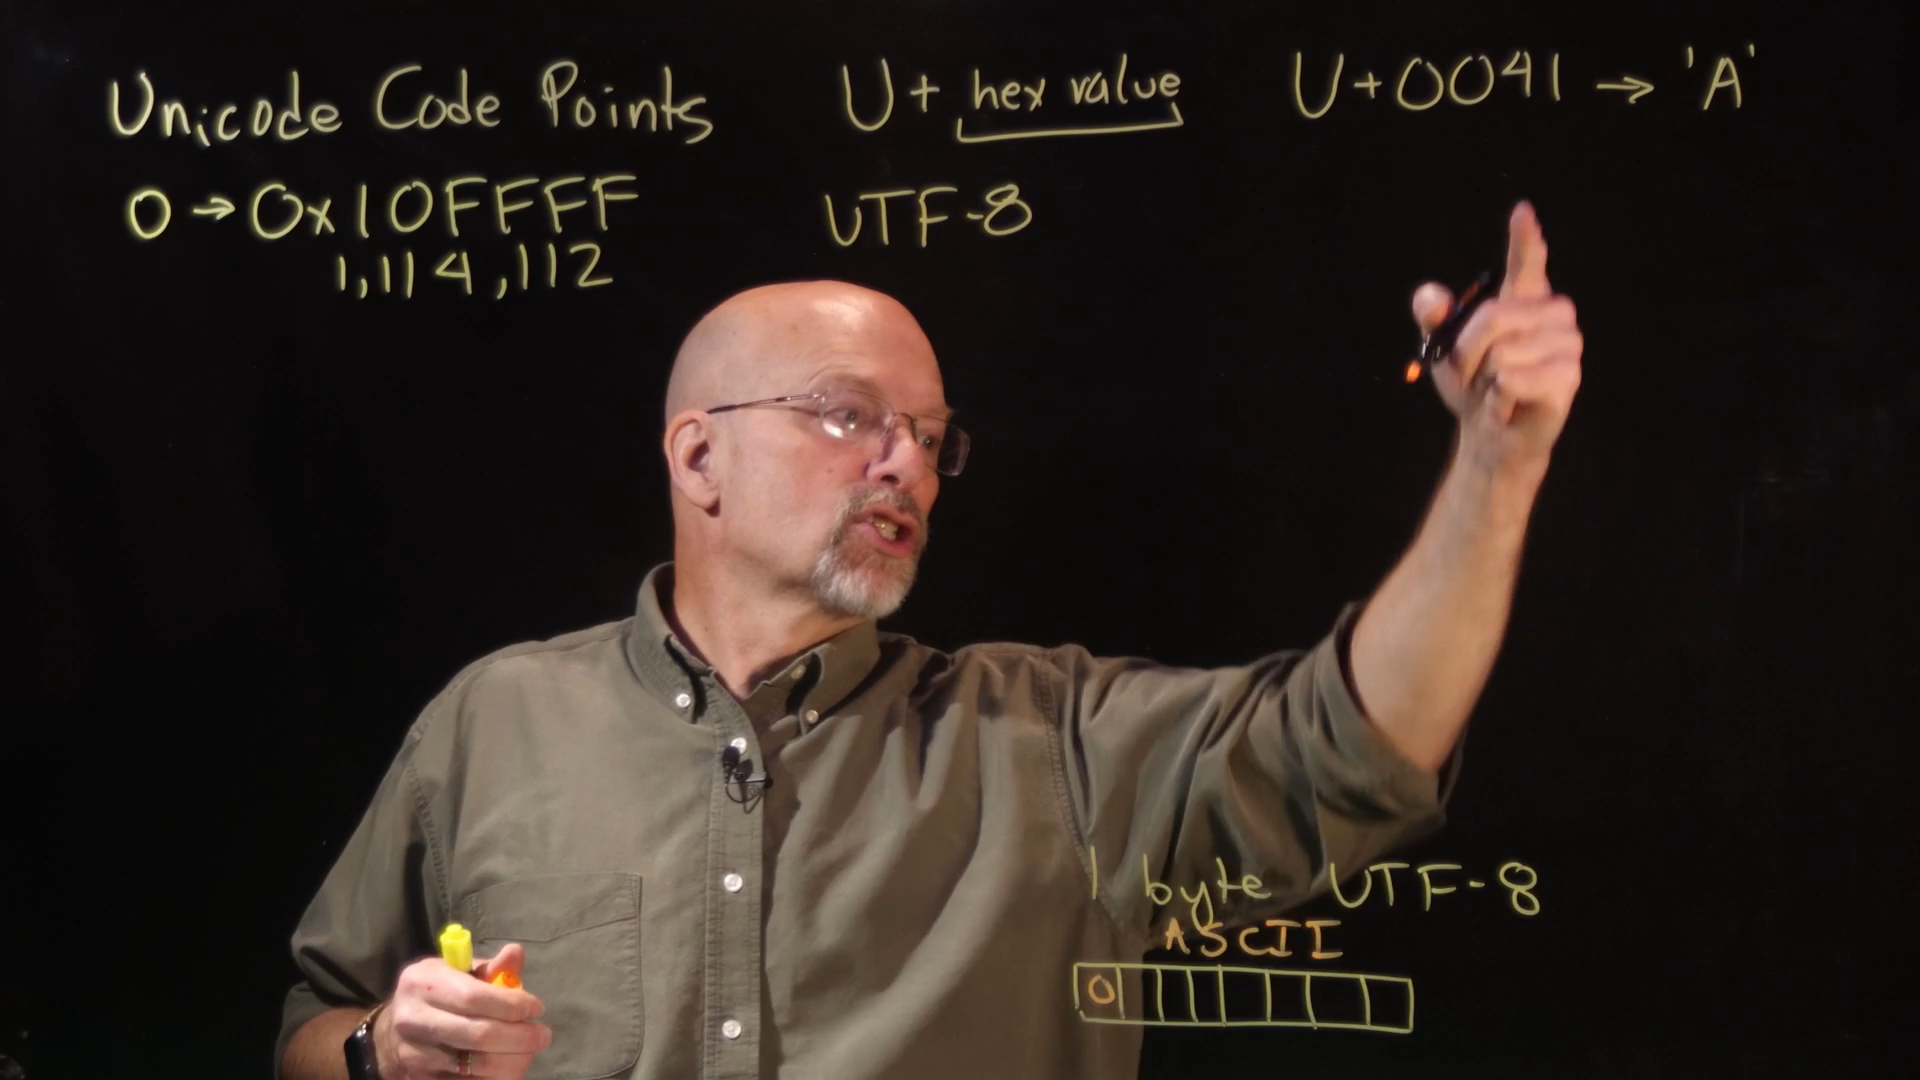 Unicode Code Points
0 → 0x10FFFF
1,114,112
U+ hex value
UTF-8
U+0041 → 'A'
1 byte UTF-8
ASCII
0